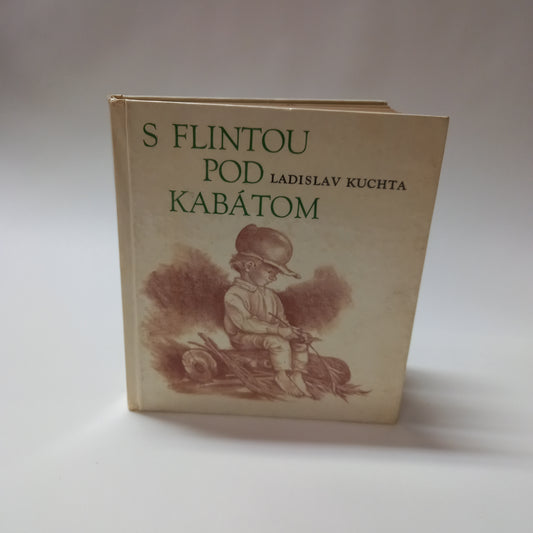 S FLINTOU
POD
LADISLAV KUCHTA
KABÁTOM